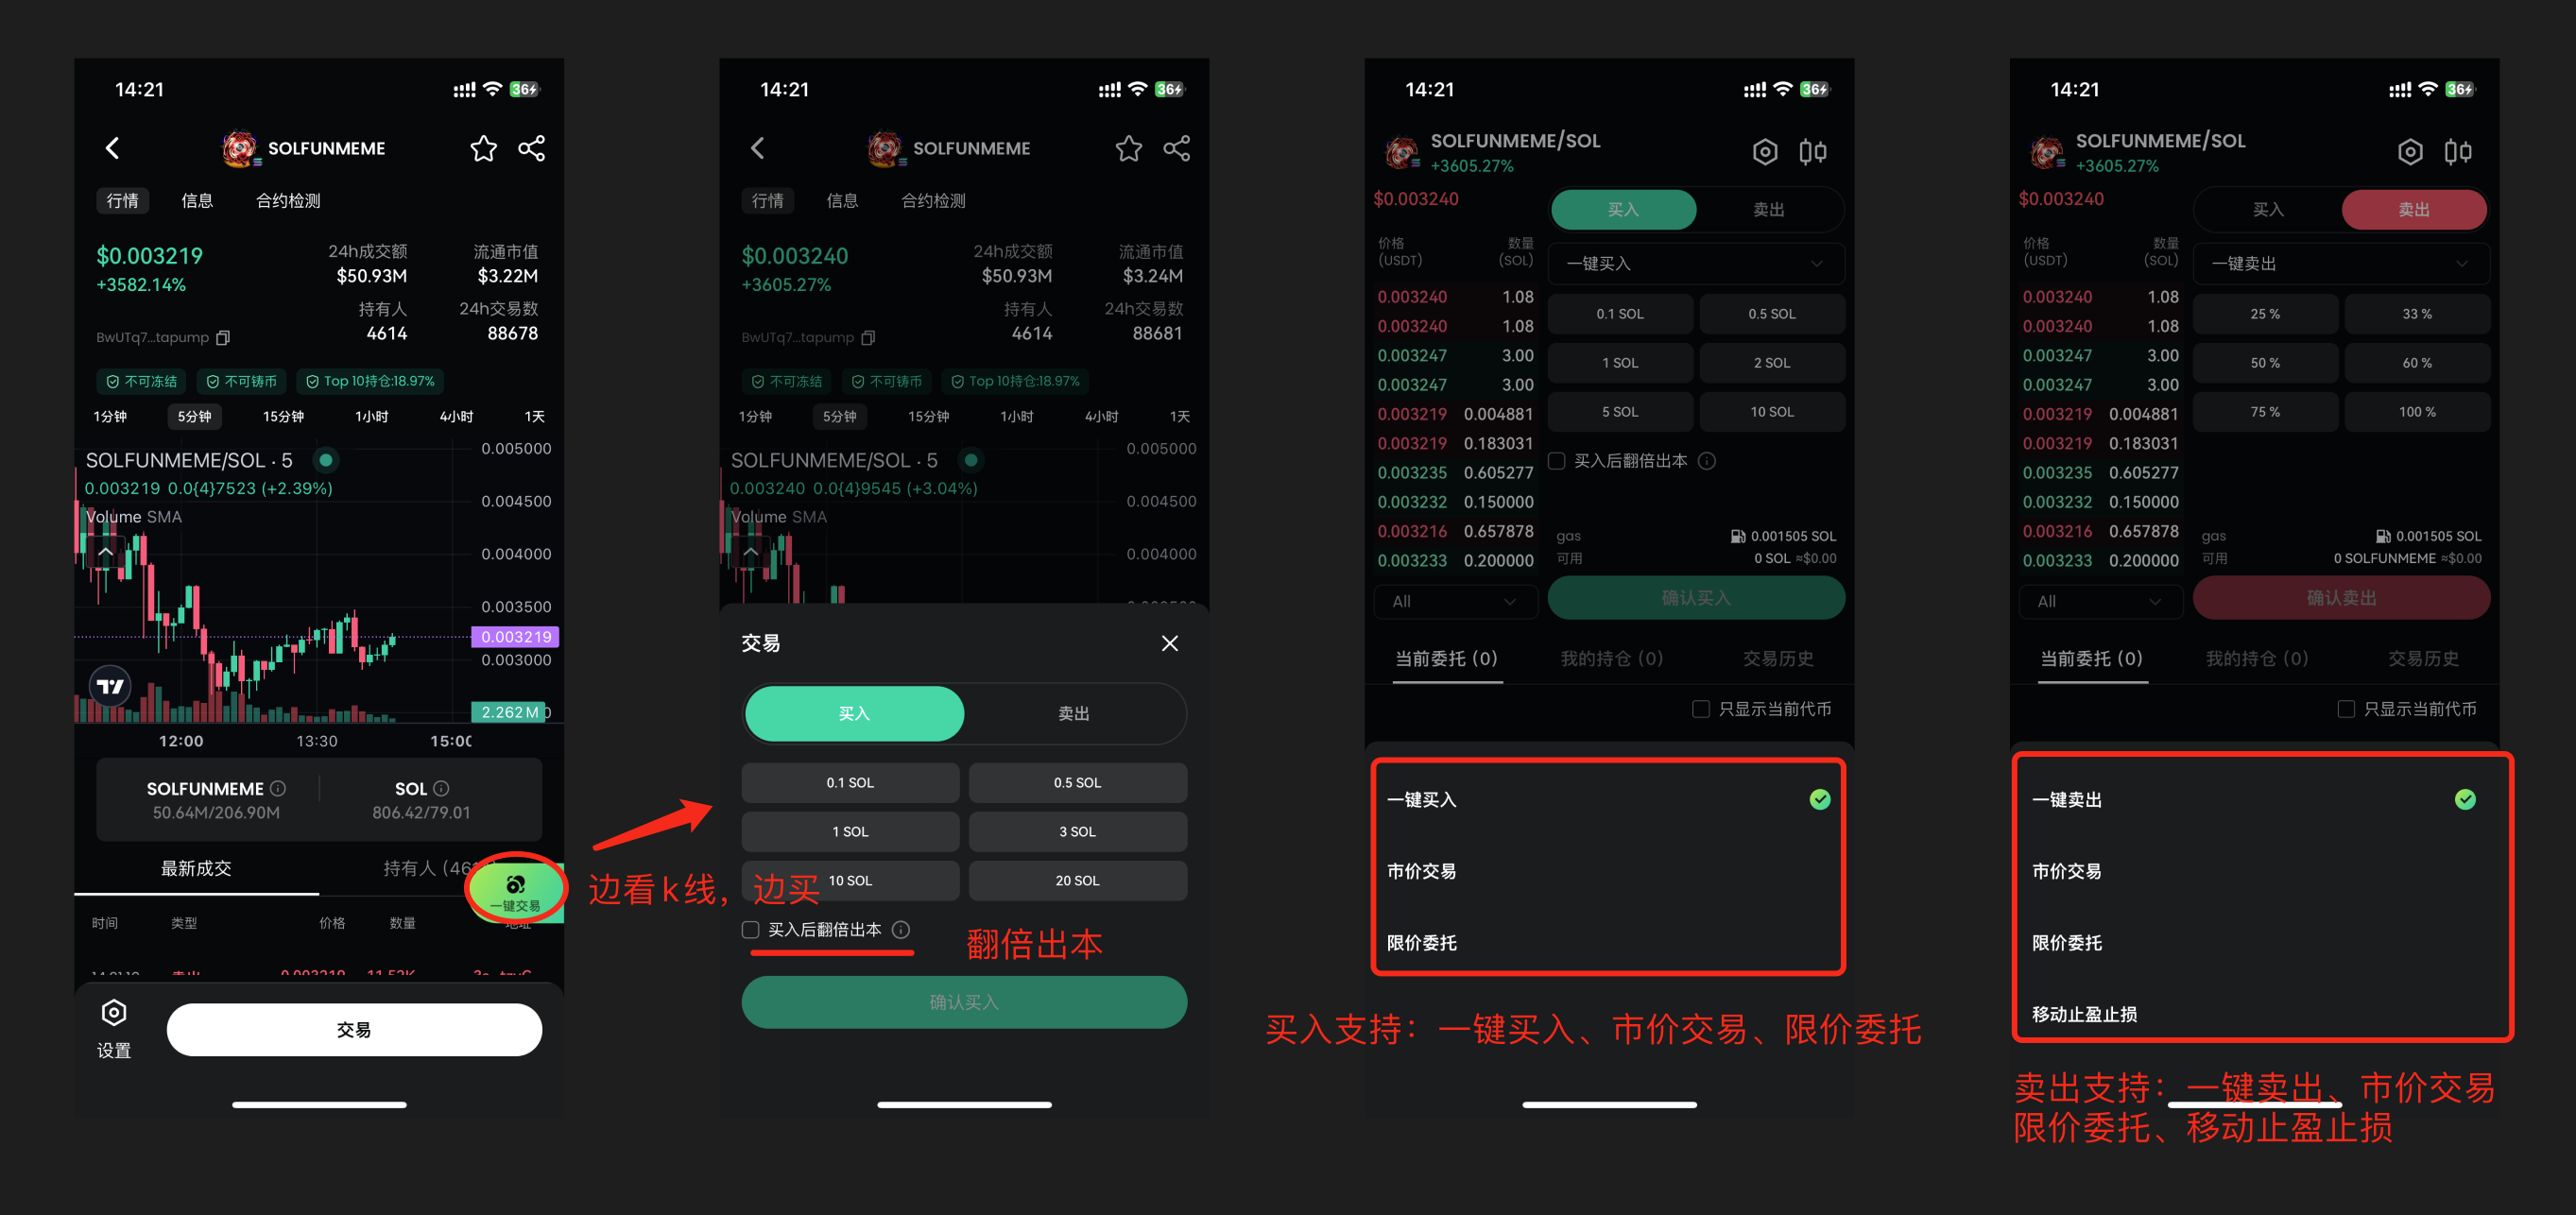 14:21
36
SOLFUNMEME
行情 信息 合约检测
$0.003219
+3582.14%
24h成交额 流通市值
$50.93M $3.22M
持有人 24h交易数
4614 88678
BwUTq7...tapump
不可冻结 不可铸币 Top 10持仓:18.97%
1分钟 5分钟 15分钟 1小时 4小时 1天
SOLFUNMEME/SOL · 5
0.003219 0.0{4}7523 (+2.39%)
Volume SMA
0.005000
0.004500
0.004000
0.003500
0.003219
0.003000
2.262M
12:00 13:30 15:00
SOLFUNMEME SOL
50.64M/206.90M 806.42/79.01
最新成交 持有人 (46
一键交易
时间 类型 价格 数量 地址
卖出 0.003219 11.52K
设置
交易
14:21
36
SOLFUNMEME
行情 信息 合约检测
$0.003240
+3605.27%
24h成交额 流通市值
$50.93M $3.24M
持有人 24h交易数
4614 88681
BwUTq7...tapump
不可冻结 不可铸币 Top 10持仓:18.97%
1分钟 5分钟 15分钟 1小时 4小时 1天
SOLFUNMEME/SOL · 5
0.003240 0.0{4}9545 (+3.04%)
Volume SMA
0.005000
0.004500
0.004000
交易
买入 卖出
0.1 SOL 0.5 SOL
1 SOL 3 SOL
10 SOL 20 SOL
边看k线，边买
买入后翻倍出本
翻倍出本
确认买入
14:21
36
SOLFUNMEME/SOL
+3605.27%
$0.003240
买入 卖出
价格 数量
(USDT) (SOL)
一键买入
0.003240 1.08
0.003240 1.08
0.003247 3.00
0.003247 3.00
0.003219 0.004881
0.003219 0.183031
0.003235 0.605277
0.003232 0.150000
0.003216 0.657878
0.003233 0.200000
0.1 SOL 0.5 SOL
1 SOL 2 SOL
5 SOL 10 SOL
买入后翻倍出本
gas 0.001505 SOL
可用 0 SOL ≈$0.00
All
确认买入
当前委托 (0) 我的持仓 (0) 交易历史
只显示当前代币
一键买入
市价交易
限价委托
买入支持：一键买入、市价交易、限价委托
14:21
36
SOLFUNMEME/SOL
+3605.27%
$0.003240
买入 卖出
价格 数量
(USDT) (SOL)
一键卖出
0.003240 1.08
0.003240 1.08
0.003247 3.00
0.003247 3.00
0.003219 0.004881
0.003219 0.183031
0.003235 0.605277
0.003232 0.150000
0.003216 0.657878
0.003233 0.200000
25 % 33 %
50 % 60 %
75 % 100 %
gas 0.001505 SOL
可用 0 SOLFUNMEME ≈$0.00
All
确认卖出
当前委托 (0) 我的持仓 (0) 交易历史
只显示当前代币
一键卖出
市价交易
限价委托
移动止盈止损
卖出支持：一键卖出、市价交易
限价委托、移动止盈止损